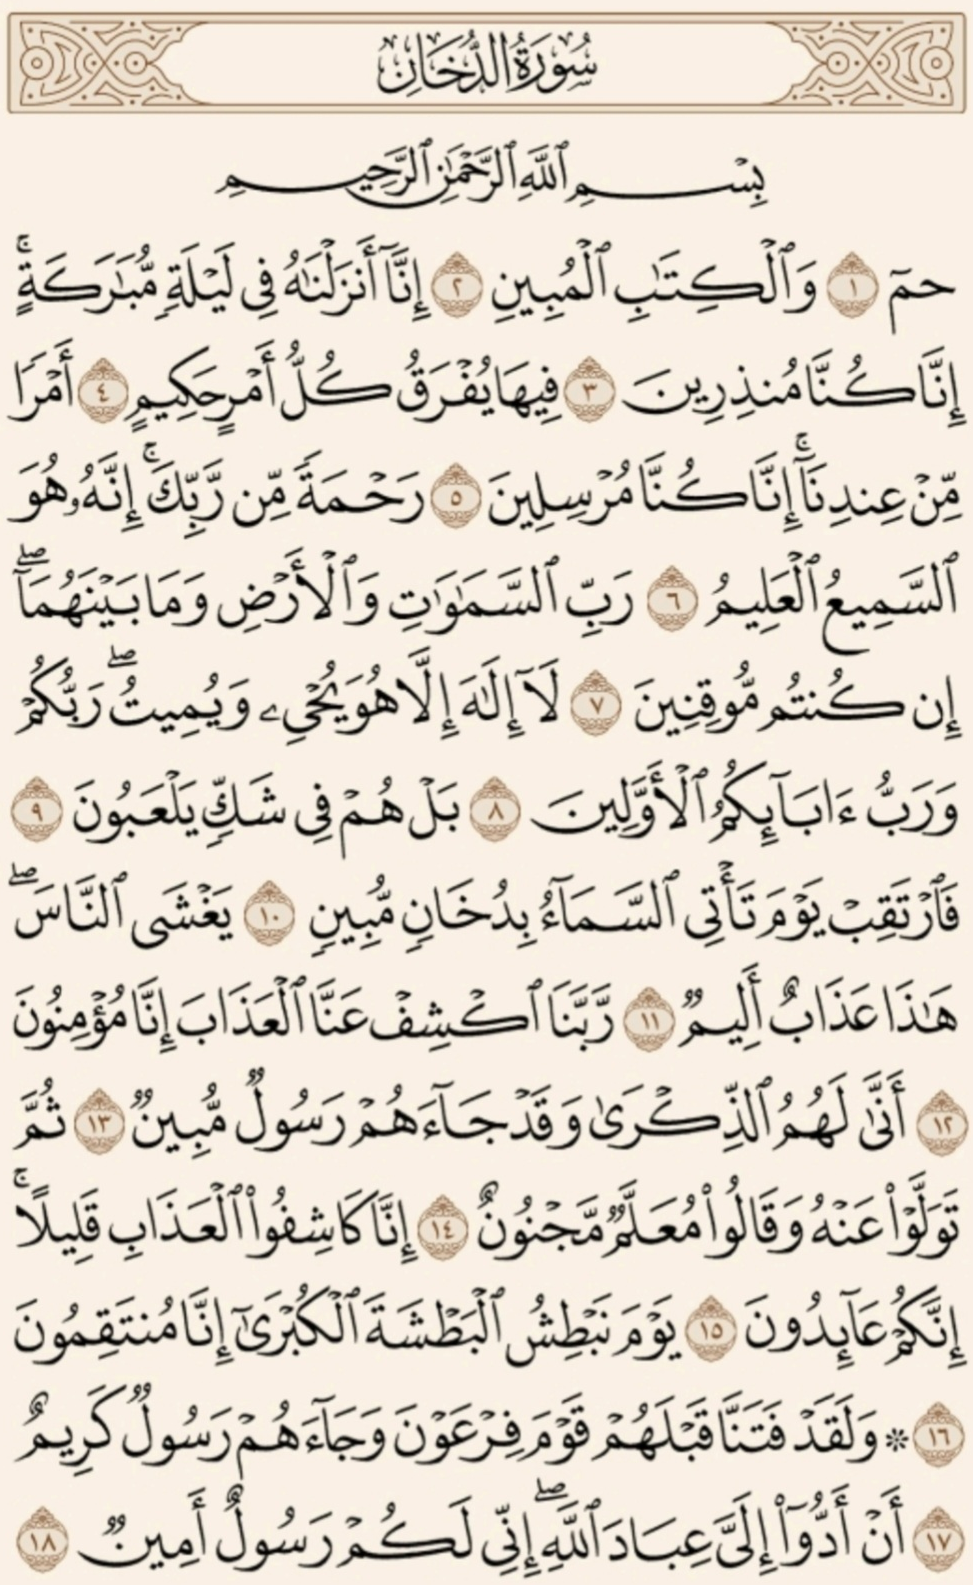 سُورَةُ الدُّخَانِ
بِسْمِ ٱللَّهِ ٱلرَّحْمَٰنِ ٱلرَّحِيمِ
حمٓ ١ وَٱلْكِتَٰبِ ٱلْمُبِينِ ٢ إِنَّآ أَنزَلْنَٰهُ فِى لَيْلَةٍ مُّبَٰرَكَةٍ ۚ
إِنَّا كُنَّا مُنذِرِينَ ٣ فِيهَا يُفْرَقُ كُلُّ أَمْرٍ حَكِيمٍ ٤ أَمْرًا
مِّنْ عِندِنَآ ۚ إِنَّا كُنَّا مُرْسِلِينَ ٥ رَحْمَةً مِّن رَّبِّكَ ۚ إِنَّهُۥ هُوَ
ٱلسَّمِيعُ ٱلْعَلِيمُ ٦ رَبِّ ٱلسَّمَٰوَٰتِ وَٱلْأَرْضِ وَمَا بَيْنَهُمَآ ۖ
إِن كُنتُم مُّوقِنِينَ ٧ لَآ إِلَٰهَ إِلَّا هُوَ يُحْىِۦ وَيُمِيتُ ۖ رَبُّكُمْ
وَرَبُّ ءَابَآئِكُمُ ٱلْأَوَّلِينَ ٨ بَلْ هُمْ فِى شَكٍّ يَلْعَبُونَ ٩
فَٱرْتَقِبْ يَوْمَ تَأْتِى ٱلسَّمَآءُ بِدُخَانٍ مُّبِينٍ ١٠ يَغْشَى ٱلنَّاسَ ۖ
هَٰذَا عَذَابٌ أَلِيمٌ ١١ رَّبَّنَا ٱكْشِفْ عَنَّا ٱلْعَذَابَ إِنَّا مُؤْمِنُونَ
١٢ أَنَّىٰ لَهُمُ ٱلذِّكْرَىٰ وَقَدْ جَآءَهُمْ رَسُولٌ مُّبِينٌ ١٣ ثُمَّ
تَوَلَّوْا۟ عَنْهُ وَقَالُوا۟ مُعَلَّمٌ مَّجْنُونٌ ١٤ إِنَّا كَاشِفُوا۟ ٱلْعَذَابِ قَلِيلًا ۚ
إِنَّكُمْ عَآئِدُونَ ١٥ يَوْمَ نَبْطِشُ ٱلْبَطْشَةَ ٱلْكُبْرَىٰٓ إِنَّا مُنتَقِمُونَ
١٦ ۞ وَلَقَدْ فَتَنَّا قَبْلَهُمْ قَوْمَ فِرْعَوْنَ وَجَآءَهُمْ رَسُولٌ كَرِيمٌ
١٧ أَنْ أَدُّوٓا۟ إِلَىَّ عِبَادَ ٱللَّهِ ۖ إِنِّى لَكُمْ رَسُولٌ أَمِينٌ ١٨